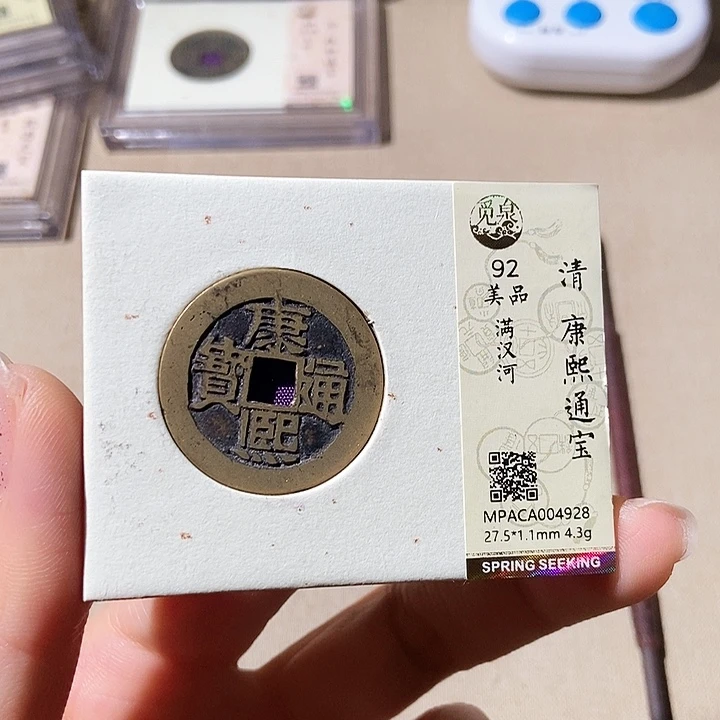 康熙通寶
觅泉
92
美品
满汉河
清 康熙通宝
MPACA004928
27.5*1.1mm 4.3g
SPRING SEEKING